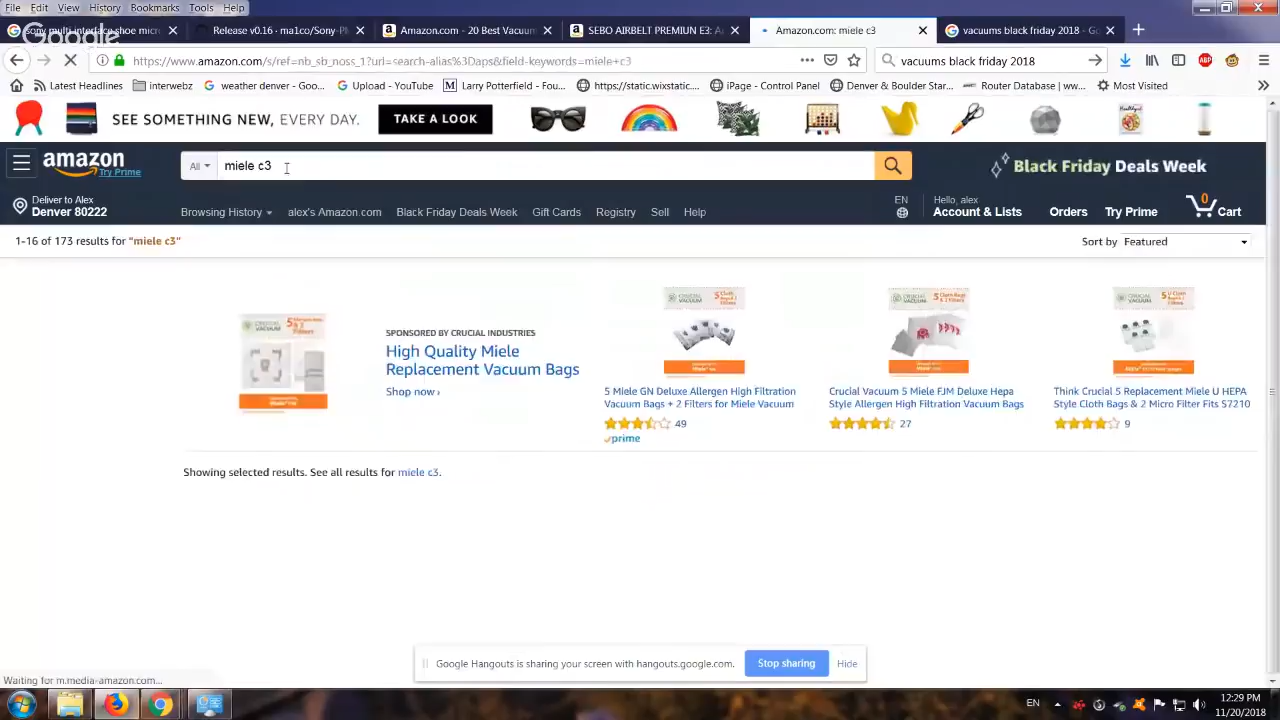 File Edit View History Bookmarks Tools Help
Google
sony multi interface shoe micr
Release v0.16 · ma1co/Sony-P
Amazon.com - 20 Best Vacuum
SEBO AIRBELT PREMIUN E3: A
Amazon.com: miele c3
vacuums black friday 2018 - Go
https://www.amazon.com/s/ref=nb_sb_noss_1?url=search-alias%3Daps&field-keywords=miele+c3
vacuums black friday 2018
Latest Headlines interwebz weather denver - Goo... Upload - YouTube Larry Potterfield - Fou... https://static.wixstatic.... iPage - Control Panel Denver & Boulder Star... Router Database | ww... Most Visited
SEE SOMETHING NEW, EVERY DAY. TAKE A LOOK
amazon
Try Prime
All
miele c3
Black Friday Deals Week
Deliver to Alex
Denver 80222
Browsing History alex's Amazon.com Black Friday Deals Week Gift Cards Registry Sell Help
EN
Hello, alex
Account & Lists
Orders
Try Prime
0
Cart
1-16 of 173 results for "miele c3"
Sort by Featured
SPONSORED BY CRUCIAL INDUSTRIES
High Quality Miele
Replacement Vacuum Bags
Shop now ›
5 Miele GN Deluxe Allergen High Filtration
Vacuum Bags + 2 Filters for Miele Vacuum
49
prime
Crucial Vacuum 5 Miele FJM Deluxe Hepa
Style Allergen High Filtration Vacuum Bags
27
Think Crucial 5 Replacement Miele U HEPA
Style Cloth Bags & 2 Micro Filter Fits S7210
9
Showing selected results. See all results for miele c3.
Google Hangouts is sharing your screen with hangouts.google.com.
Stop sharing
Hide
Waiting for m.media-amazon.com...
EN
12:29 PM
11/20/2018